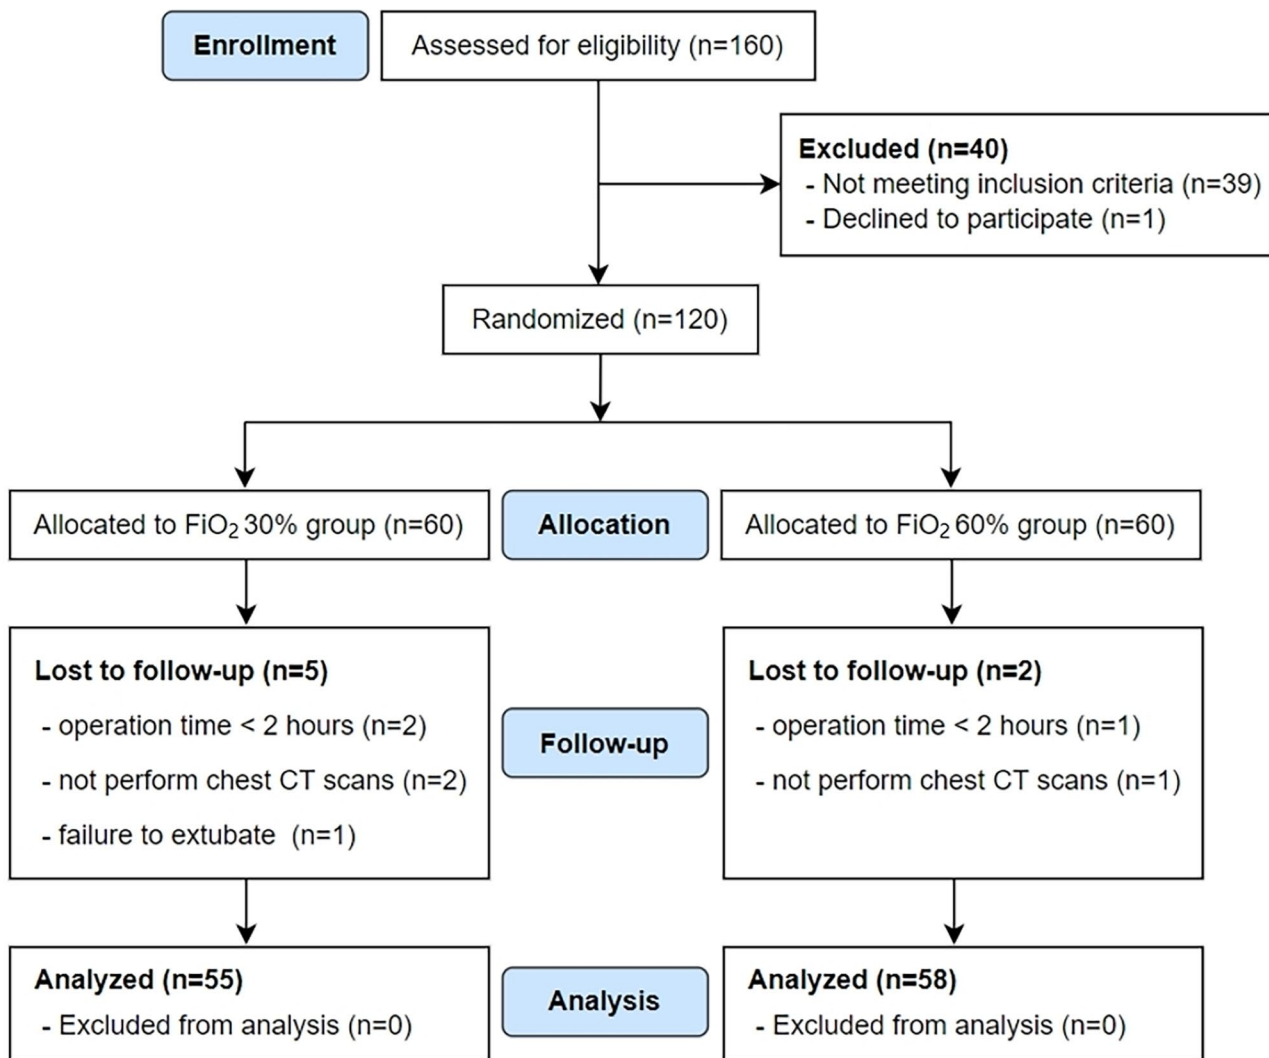 Enrollment
Assessed for eligibility (n=160)
Excluded (n=40)
- Not meeting inclusion criteria (n=39)
- Declined to participate (n=1)
Randomized (n=120)
Allocated to FiO₂ 30% group (n=60)
Allocation
Allocated to FiO₂ 60% group (n=60)
Lost to follow-up (n=5)
- operation time < 2 hours (n=2)
- not perform chest CT scans (n=2)
- failure to extubate (n=1)
Follow-up
Lost to follow-up (n=2)
- operation time < 2 hours (n=1)
- not perform chest CT scans (n=1)
Analyzed (n=55)
- Excluded from analysis (n=0)
Analysis
Analyzed (n=58)
- Excluded from analysis (n=0)